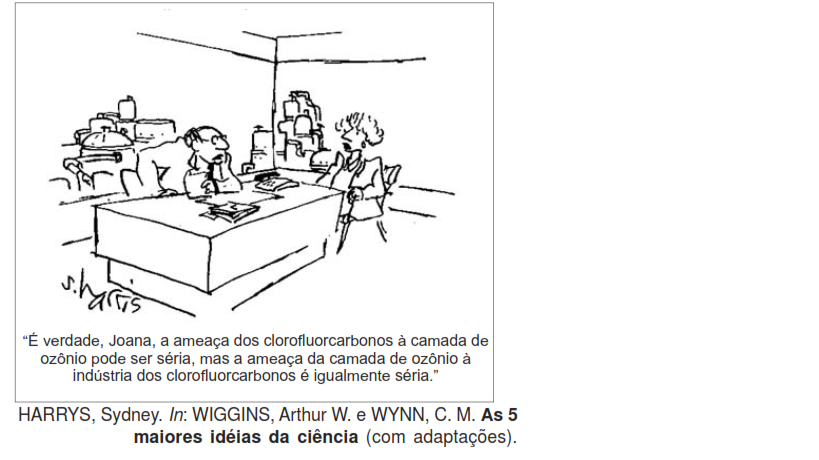 s.harris
“É verdade, Joana, a ameaça dos clorofluorcarbonos à camada de
ozônio pode ser séria, mas a ameaça da camada de ozônio à
indústria dos clorofluorcarbonos é igualmente séria.”
HARRYS, Sydney. In: WIGGINS, Arthur W. e WYNN, C. M. As 5
maiores idéias da ciência (com adaptações).